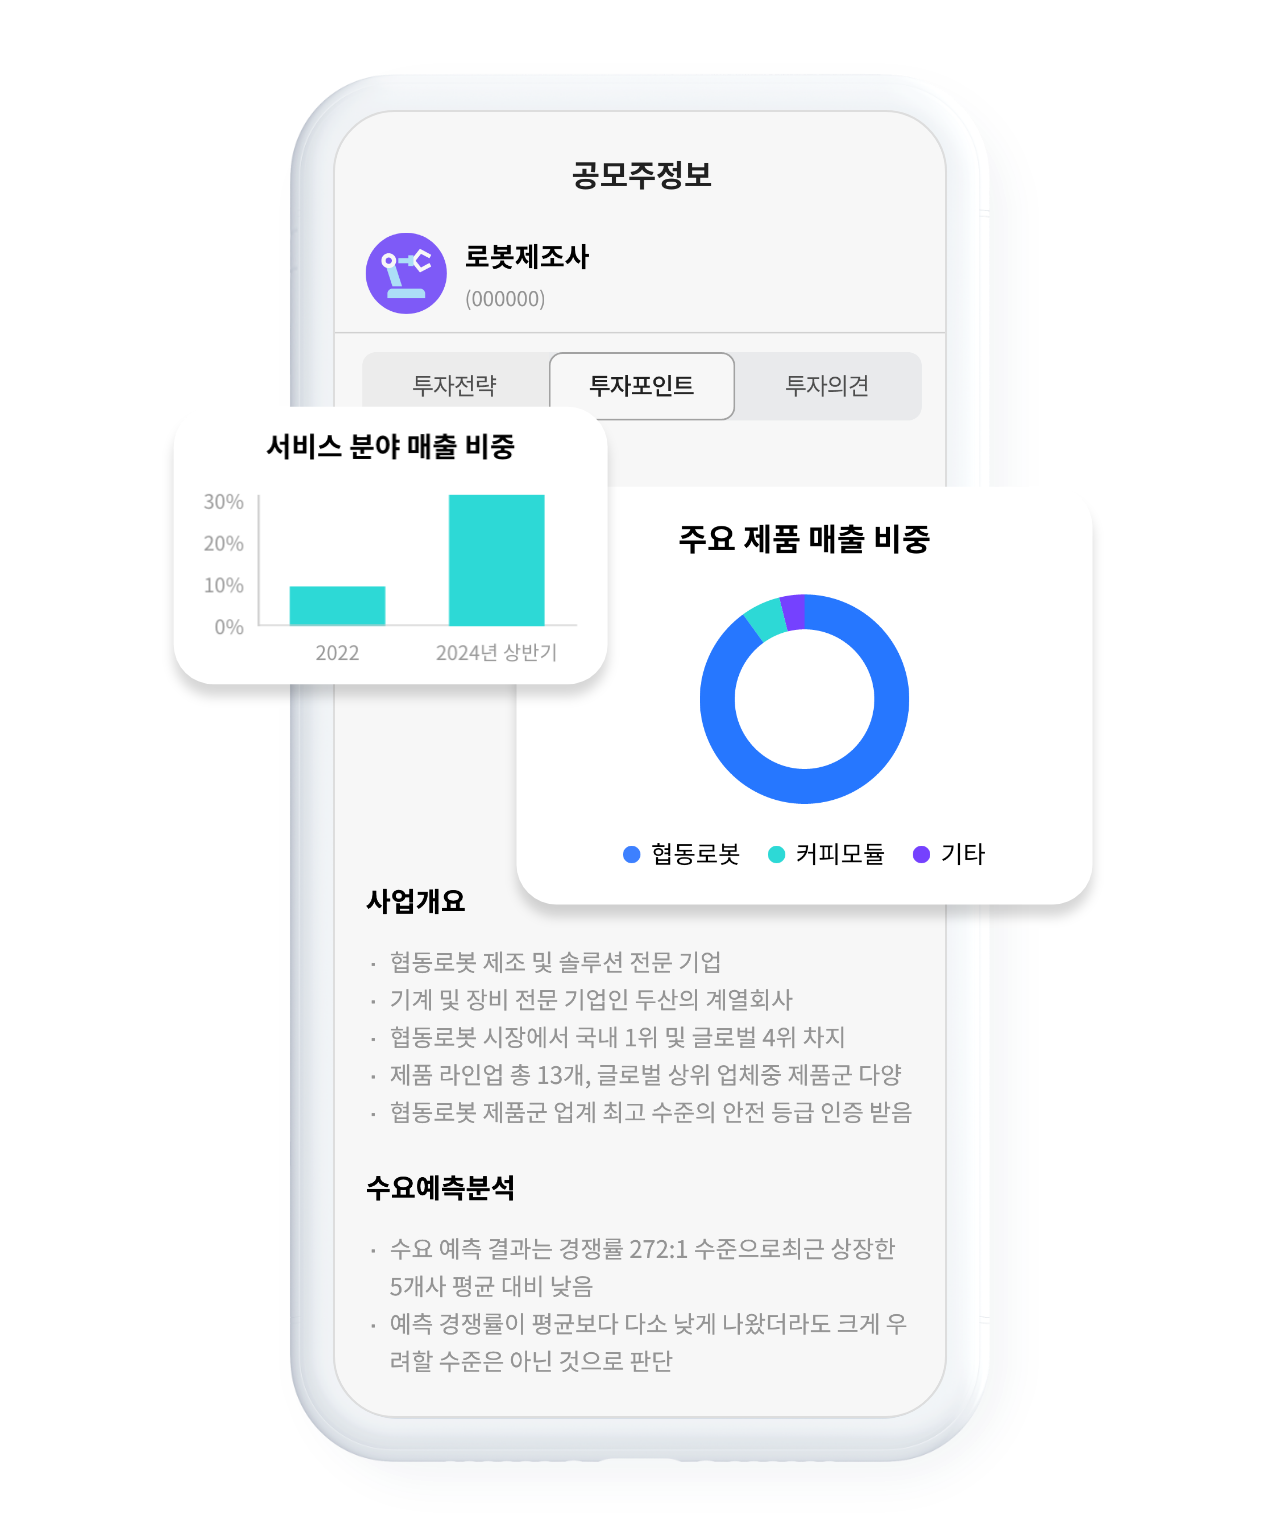 공모주정보
로봇제조사
(000000)
투자전략
투자포인트
투자의견
서비스 분야 매출 비중
30%
20%
10%
0%
2022
2024년 상반기
주요 제품 매출 비중
협동로봇
커피모듈
기타
사업개요
· 협동로봇 제조 및 솔루션 전문 기업
· 기계 및 장비 전문 기업인 두산의 계열회사
· 협동로봇 시장에서 국내 1위 및 글로벌 4위 차지
· 제품 라인업 총 13개, 글로벌 상위 업체중 제품군 다양
· 협동로봇 제품군 업계 최고 수준의 안전 등급 인증 받음
수요예측분석
· 수요 예측 결과는 경쟁률 272:1 수준으로최근 상장한
5개사 평균 대비 낮음
· 예측 경쟁률이 평균보다 다소 낮게 나왔더라도 크게 우
려할 수준은 아닌 것으로 판단